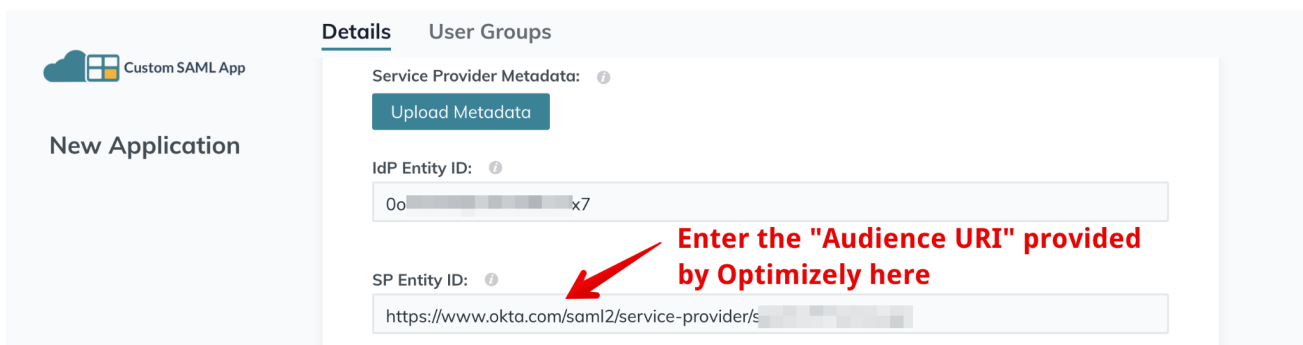 Details User Groups
Custom SAML App
Service Provider Metadata:
Upload Metadata
New Application
IdP Entity ID:
0o x7
Enter the "Audience URI" provided
by Optimizely here
SP Entity ID:
https://www.okta.com/saml2/service-provider/s